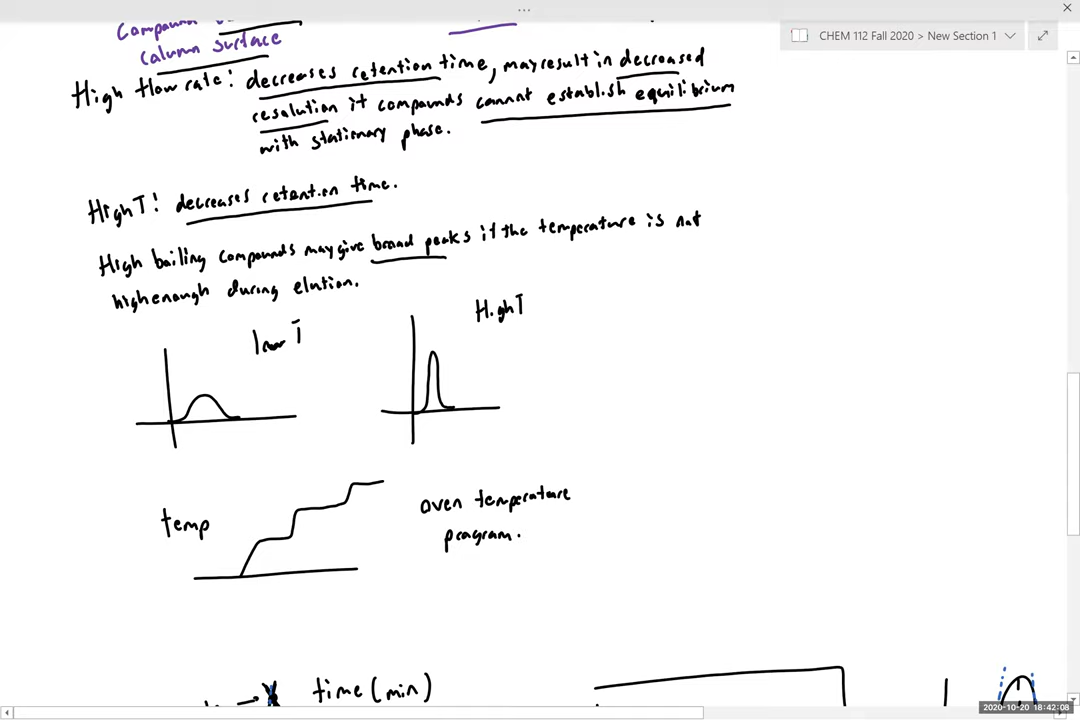 CHEM 112 Fall 2020 > New Section 1
Compound
column surface
High flow rate: decreases retention time, may result in decreased
resolution if compounds cannot establish equilibrium
with stationary phase.
High T: decreases retention time.
High boiling compounds may give broad peaks if the temperature is not
high enough during elution.
low T
High T
temp
oven temperature
program.
time (min)
2020-10-20 18:42:08